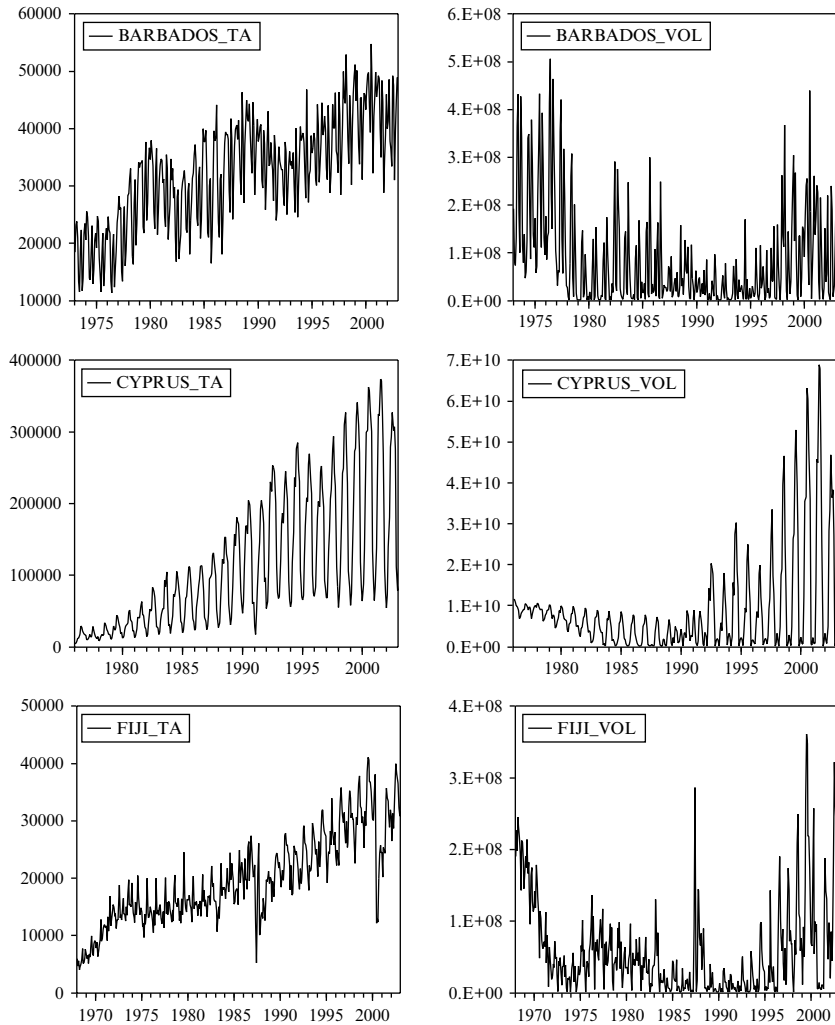 BARBADOS_TA
60000
50000
40000
30000
20000
10000
1975 1980 1985 1990 1995 2000
BARBADOS_VOL
6.E+08
5.E+08
4.E+08
3.E+08
2.E+08
1.E+08
0.E+00
1975 1980 1985 1990 1995 2000
CYPRUS_TA
400000
300000
200000
100000
0
1980 1985 1990 1995 2000
CYPRUS_VOL
7.E+10
6.E+10
5.E+10
4.E+10
3.E+10
2.E+10
1.E+10
0.E+00
1980 1985 1990 1995 2000
FIJI_TA
50000
40000
30000
20000
10000
0
1970 1975 1980 1985 1990 1995 2000
FIJI_VOL
4.E+08
3.E+08
2.E+08
1.E+08
0.E+00
1970 1975 1980 1985 1990 1995 2000